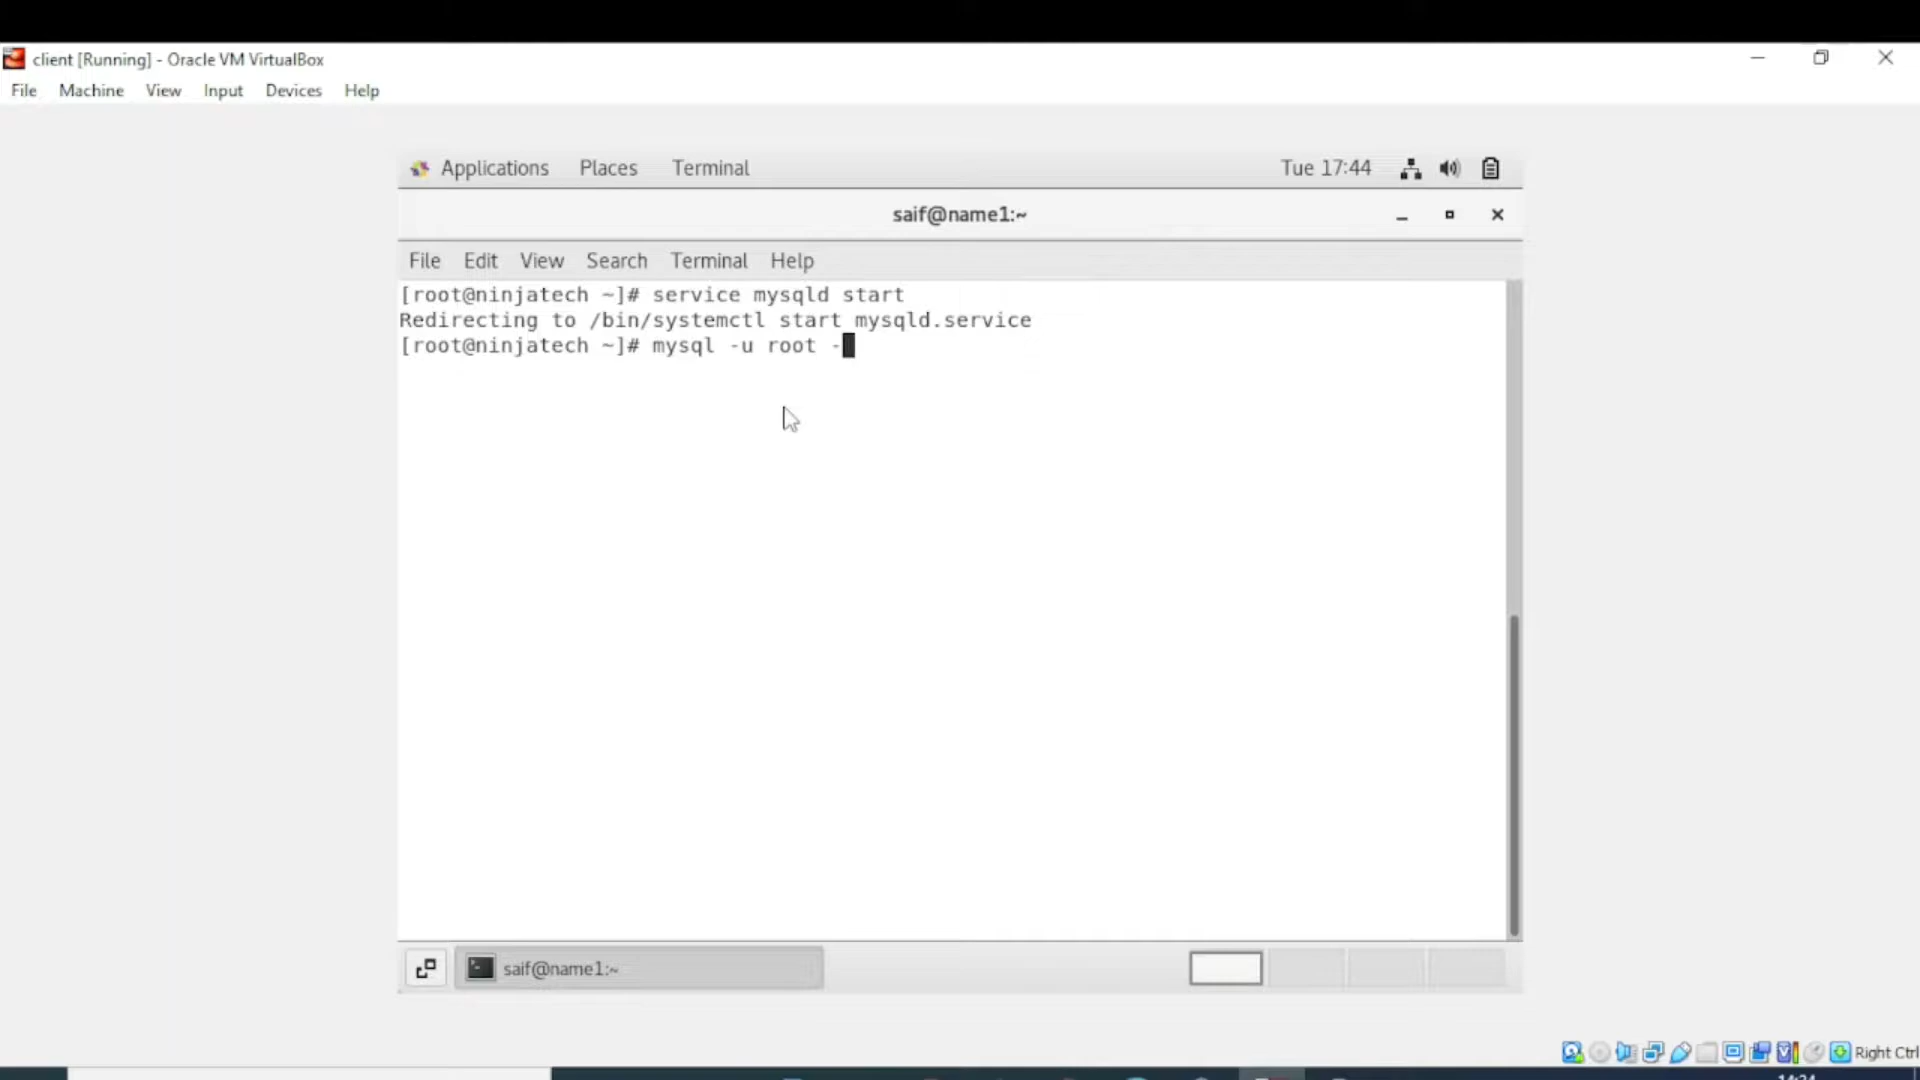 client [Running] - Oracle VM VirtualBox
File Machine View Input Devices Help
Applications Places Terminal Tue 17:44
saif@name1:~
File Edit View Search Terminal Help
[root@ninjatech ~]# service mysqld start
Redirecting to /bin/systemctl start mysqld.service
[root@ninjatech ~]# mysql -u root -
saif@name1:~
Right Ctrl